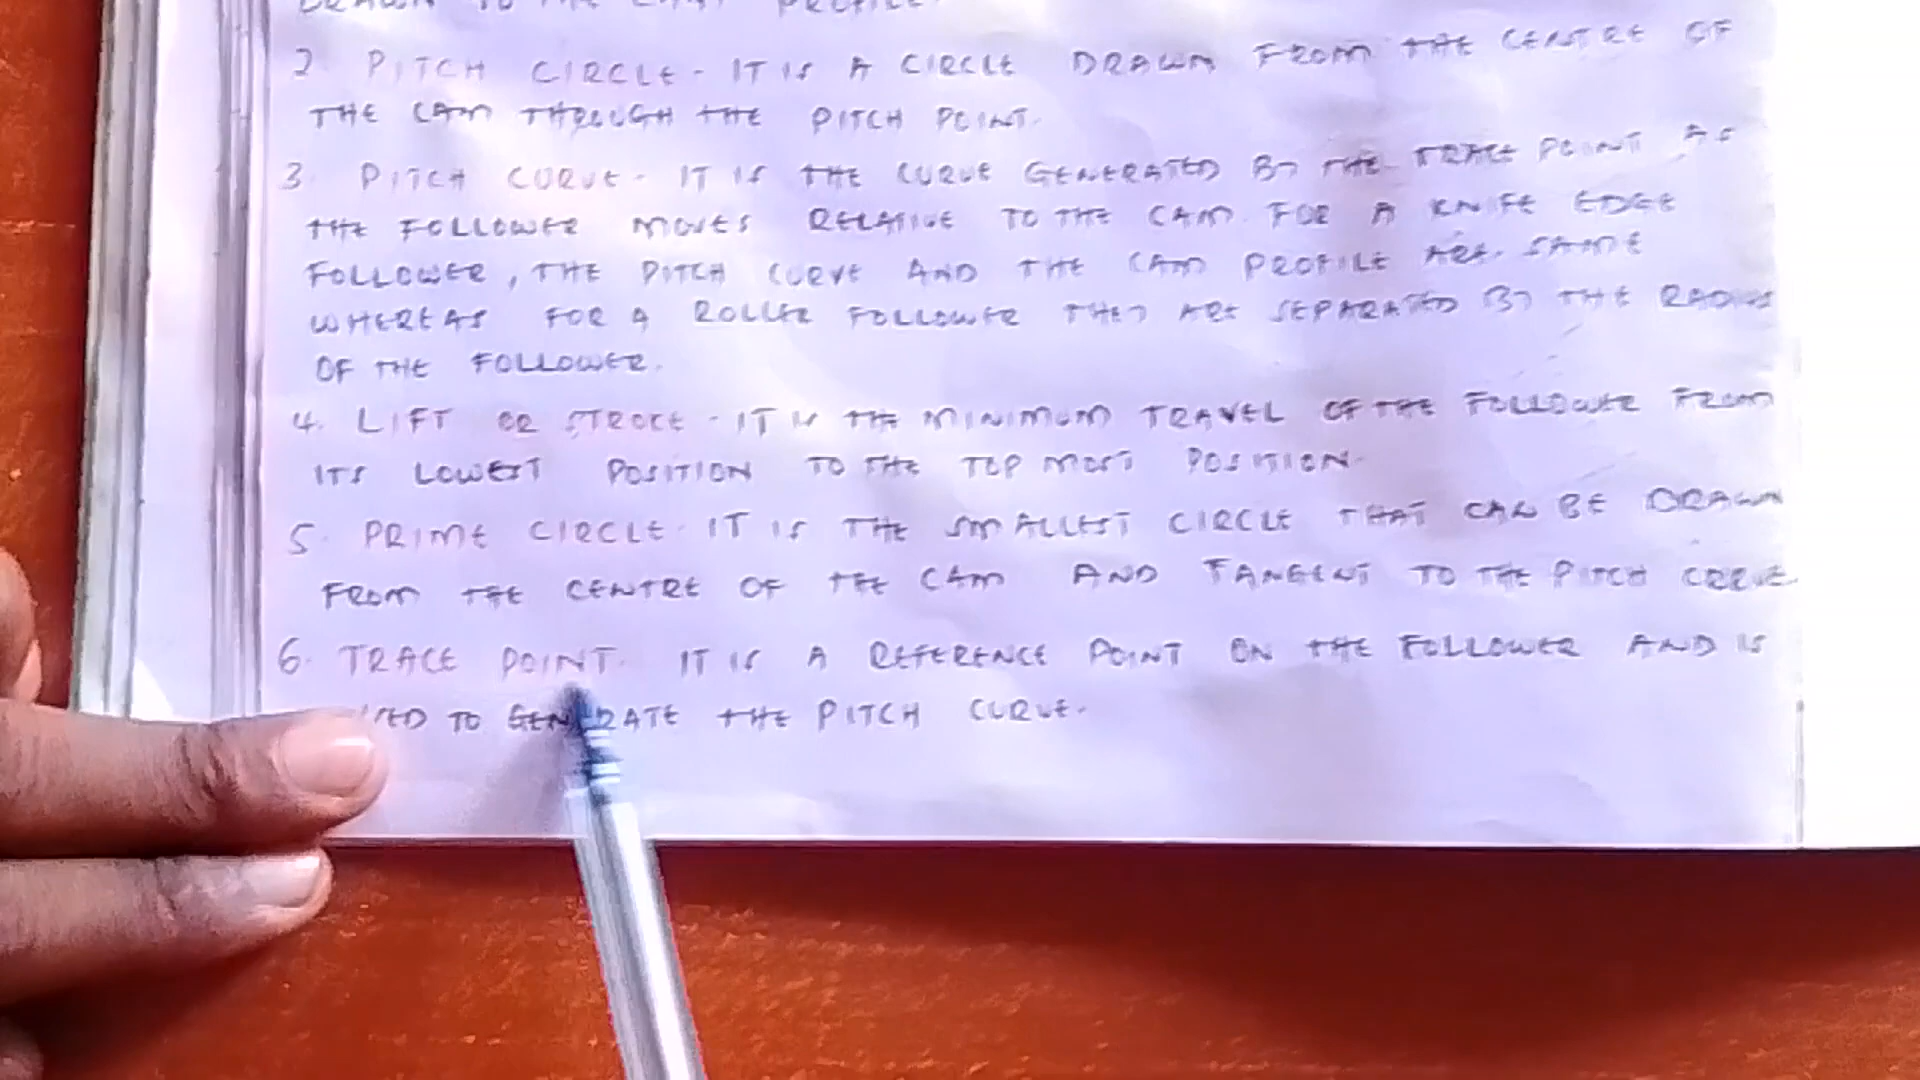 DRAWN TO THE CAM PROFILE.
2 PITCH CIRCLE - IT IS A CIRCLE DRAWN FROM THE CENTRE OF
THE CAM THROUGH THE PITCH POINT.
3. PITCH CURVE - IT IS THE CURVE GENERATED BY THE TRACE POINT AS
THE FOLLOWER MOVES RELATIVE TO THE CAM. FOR A KNIFE EDGE
FOLLOWER, THE PITCH CURVE AND THE CAM PROFILE ARE SAME
WHEREAS FOR A ROLLER FOLLOWER THEY ARE SEPARATED BY THE RADIUS
OF THE FOLLOWER.
4. LIFT OR STROKE - IT IS THE MINIMUM TRAVEL OF THE FOLLOWER FROM
ITS LOWEST POSITION TO THE TOP MOST POSITION.
5. PRIME CIRCLE - IT IS THE SMALLEST CIRCLE THAT CAN BE DRAWN
FROM THE CENTRE OF THE CAM AND TANGENT TO THE PITCH CURVE
6. TRACE POINT. IT IS A REFERENCE POINT ON THE FOLLOWER AND IS
TO GENERATE THE PITCH CURVE.